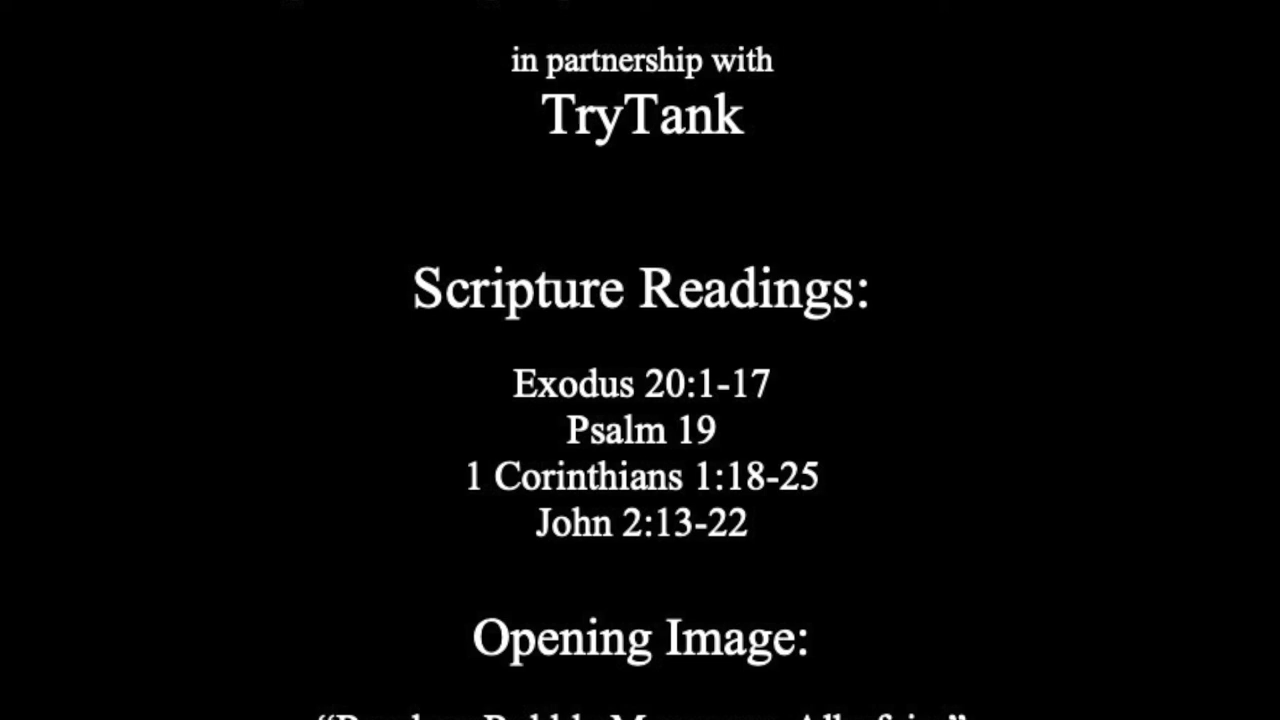 in partnership with
TryTank
Scripture Readings:
Exodus 20:1-17
Psalm 19
1 Corinthians 1:18-25
John 2:13-22
Opening Image: